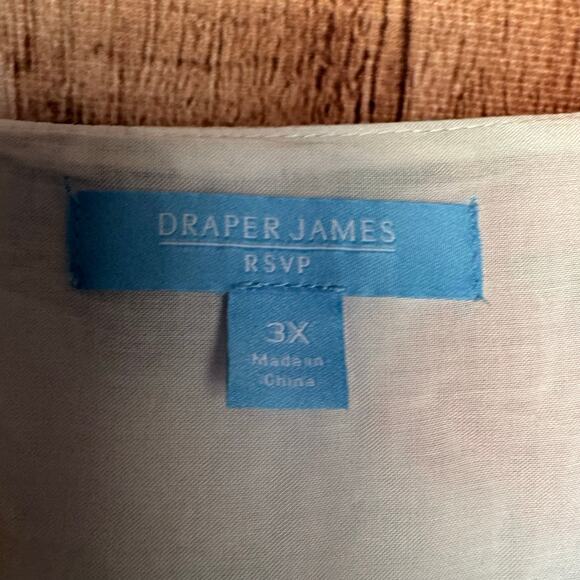 DRAPER JAMES
RSVP
3X
Made in
China